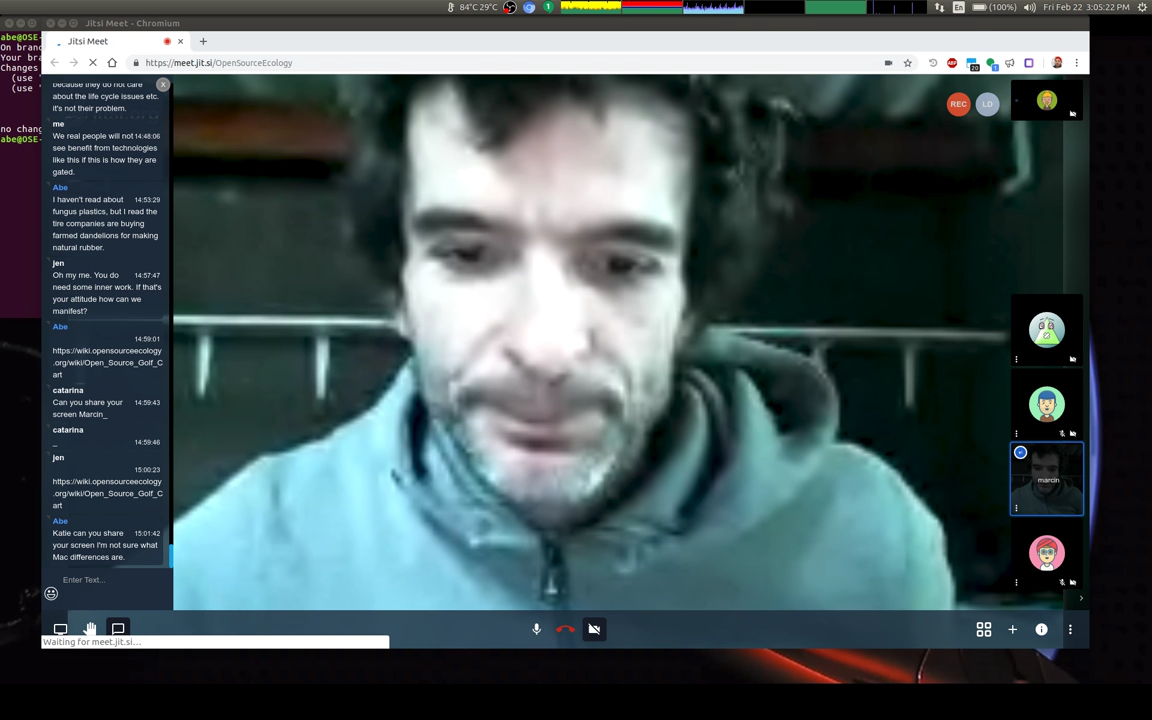 84°C 29°C
En
(100%)
Fri Feb 22 3:05:22 PM
Jitsi Meet - Chromium
abe@OSE-
On branc
Your bra
Changes
(use "
(use "
no chang
abe@OSE-
Jitsi Meet
https://meet.jit.si/OpenSourceEcology
ABP
20
because they do not care
about the life cycle issues etc.
it's not their problem.
me
We real people will not 14:48:06
see benefit from technologies
like this if this is how they are
gated.
Abe
I haven't read about 14:53:29
fungus plastics, but I read the
tire companies are buying
farmed dandelions for making
natural rubber.
jen
Oh my me. You do 14:57:47
need some inner work. If that's
your attitude how can we
manifest?
Abe
14:59:01
https://wiki.opensourceecology
.org/wiki/Open_Source_Golf_C
art
catarina
Can you share your 14:59:43
screen Marcin_
catarina
_ 14:59:46
jen
15:00:23
https://wiki.opensourceecology
.org/wiki/Open_Source_Golf_C
art
Abe
Katie can you share 15:01:42
your screen I'm not sure what
Mac differences are.
Enter Text...
REC
LD
marcin
Waiting for meet.jit.si...